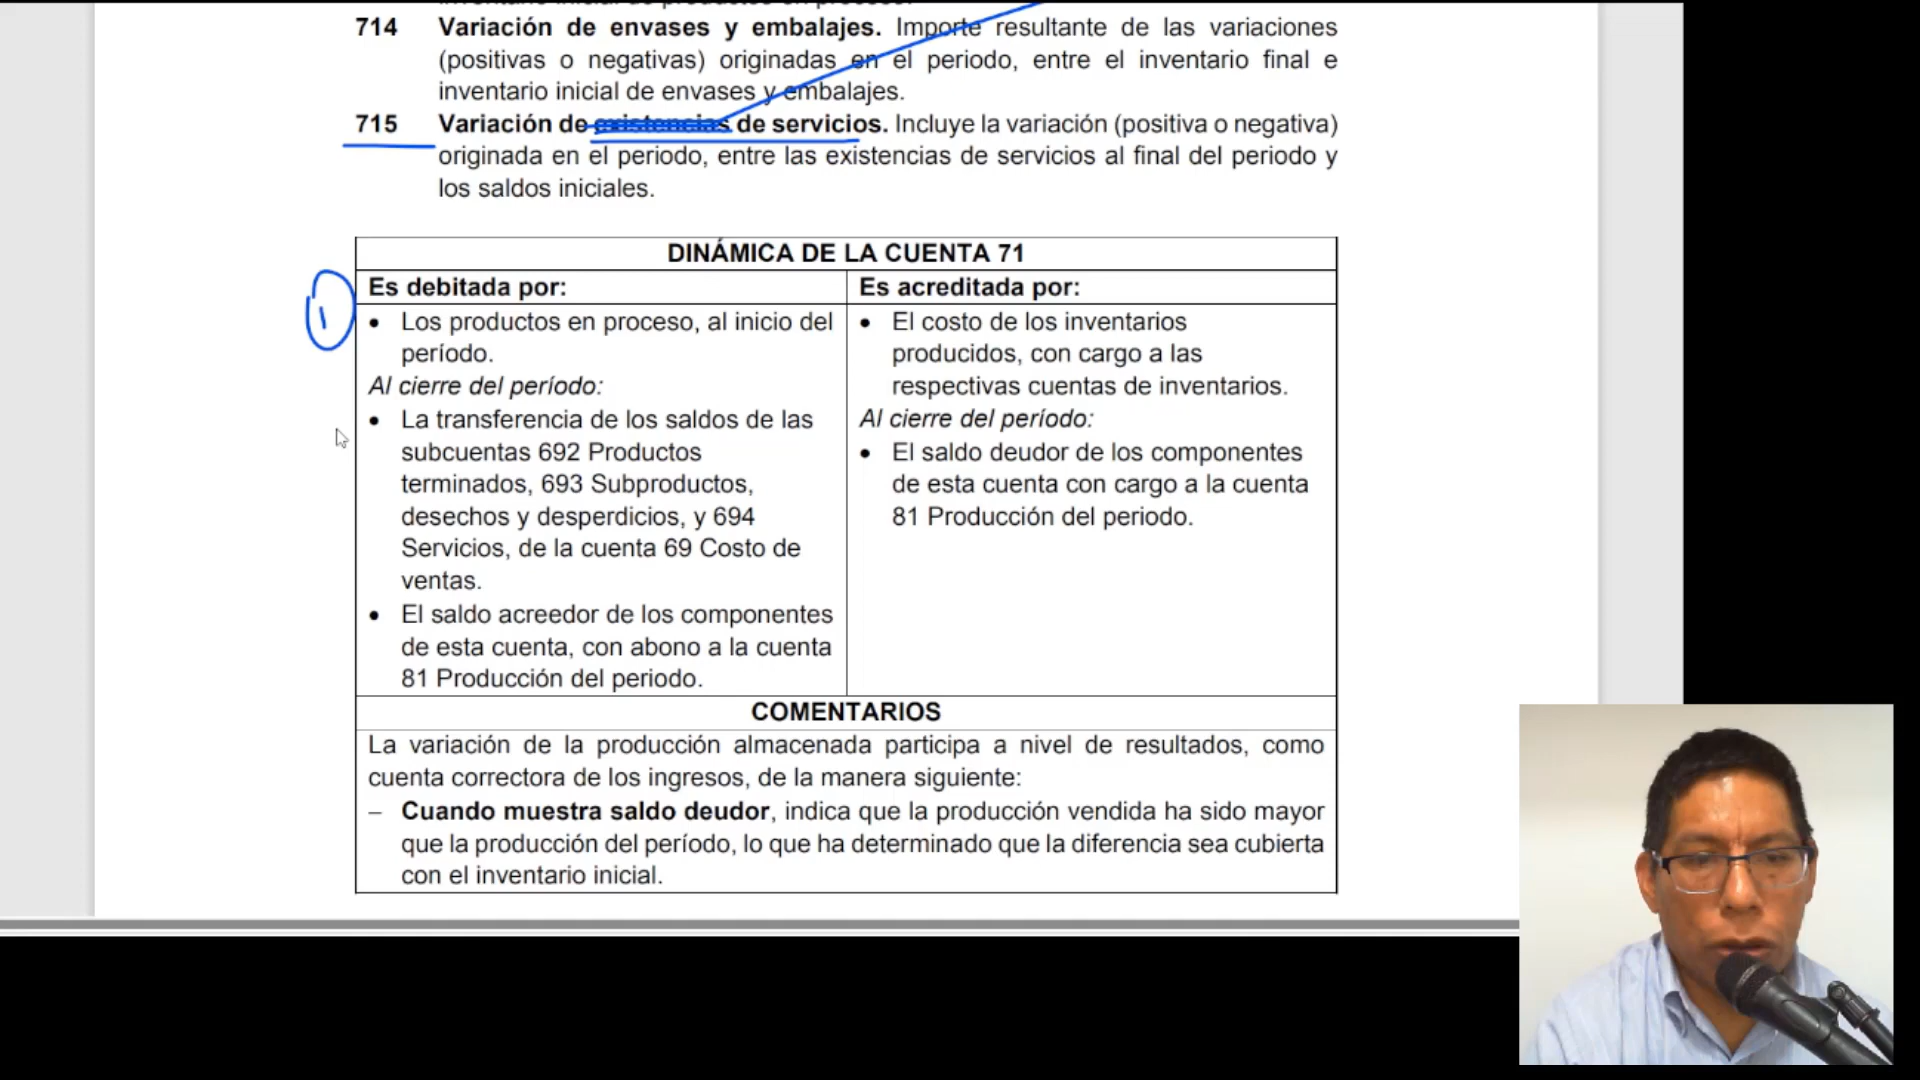 714 Variación de envases y embalajes. Importe resultante de las variaciones
(positivas o negativas) originadas en el periodo, entre el inventario final e
inventario inicial de envases y embalajes.
715 Variación de existencias de servicios. Incluye la variación (positiva o negativa)
originada en el periodo, entre las existencias de servicios al final del periodo y
los saldos iniciales.
DINÁMICA DE LA CUENTA 71
Es debitada por:
1
• Los productos en proceso, al inicio del
período.
Al cierre del período:
• La transferencia de los saldos de las
subcuentas 692 Productos
terminados, 693 Subproductos,
desechos y desperdicios, y 694
Servicios, de la cuenta 69 Costo de
ventas.
• El saldo acreedor de los componentes
de esta cuenta, con abono a la cuenta
81 Producción del periodo.
Es acreditada por:
• El costo de los inventarios
producidos, con cargo a las
respectivas cuentas de inventarios.
Al cierre del período:
• El saldo deudor de los componentes
de esta cuenta con cargo a la cuenta
81 Producción del periodo.
COMENTARIOS
La variación de la producción almacenada participa a nivel de resultados, como
cuenta correctora de los ingresos, de la manera siguiente:
– Cuando muestra saldo deudor, indica que la producción vendida ha sido mayor
que la producción del período, lo que ha determinado que la diferencia sea cubierta
con el inventario inicial.